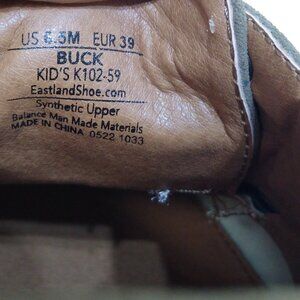 US 6.5M EUR 39
BUCK
KID'S K102-59
EastlandShoe.com
Synthetic Upper
Balance Man Made Materials
MADE IN CHINA 0522 1033